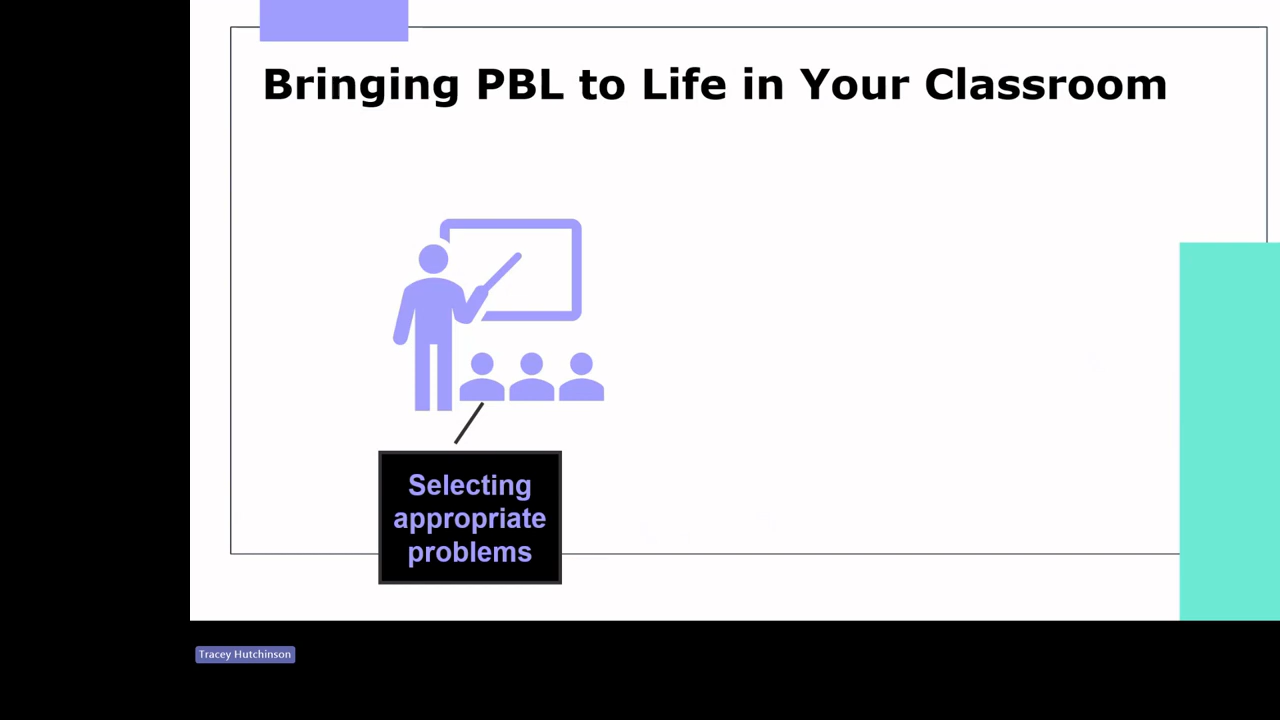 Bringing PBL to Life in Your Classroom
Selecting
appropriate
problems
Tracey Hutchinson